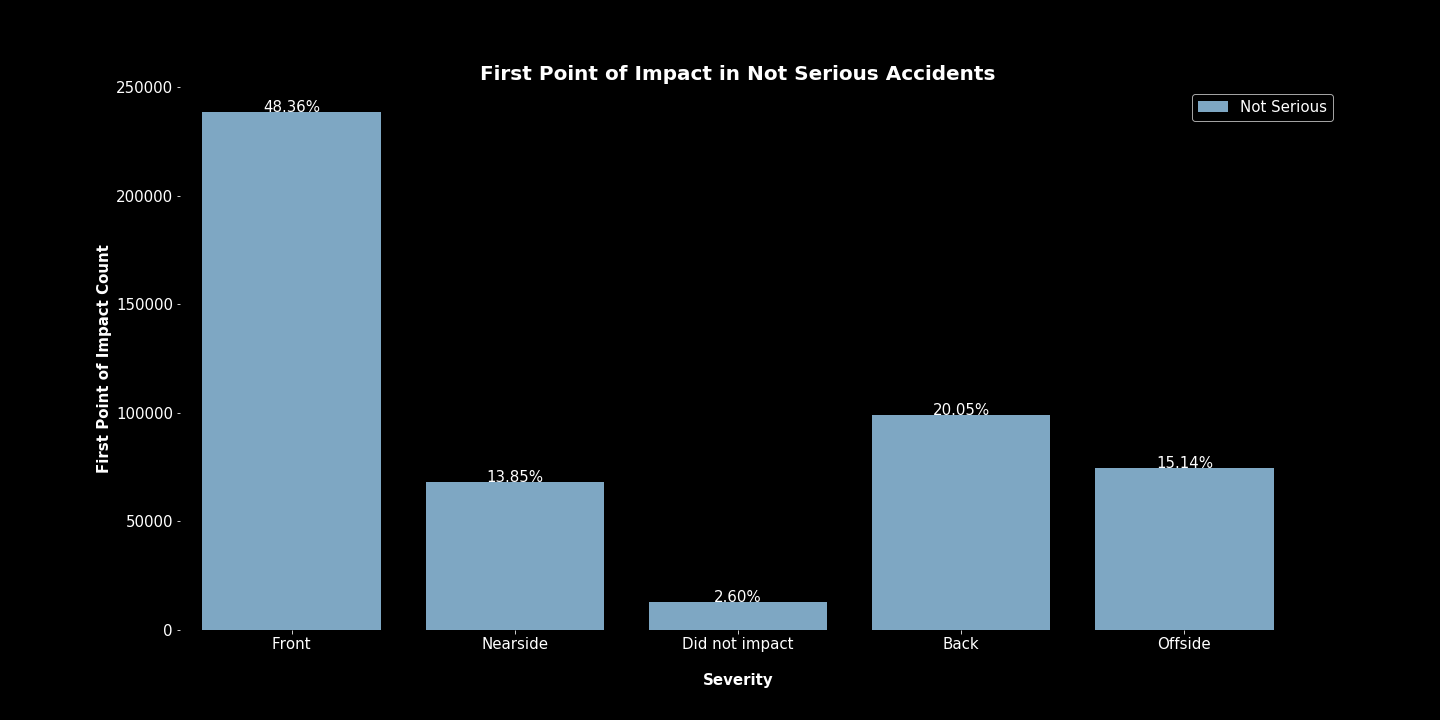 First Point of Impact in Not Serious Accidents
Not Serious
First Point of Impact Count
250000
200000
150000
100000
50000
0
48.36%
13.85%
2.60%
20.05%
15.14%
Front
Nearside
Did not impact
Back
Offside
Severity